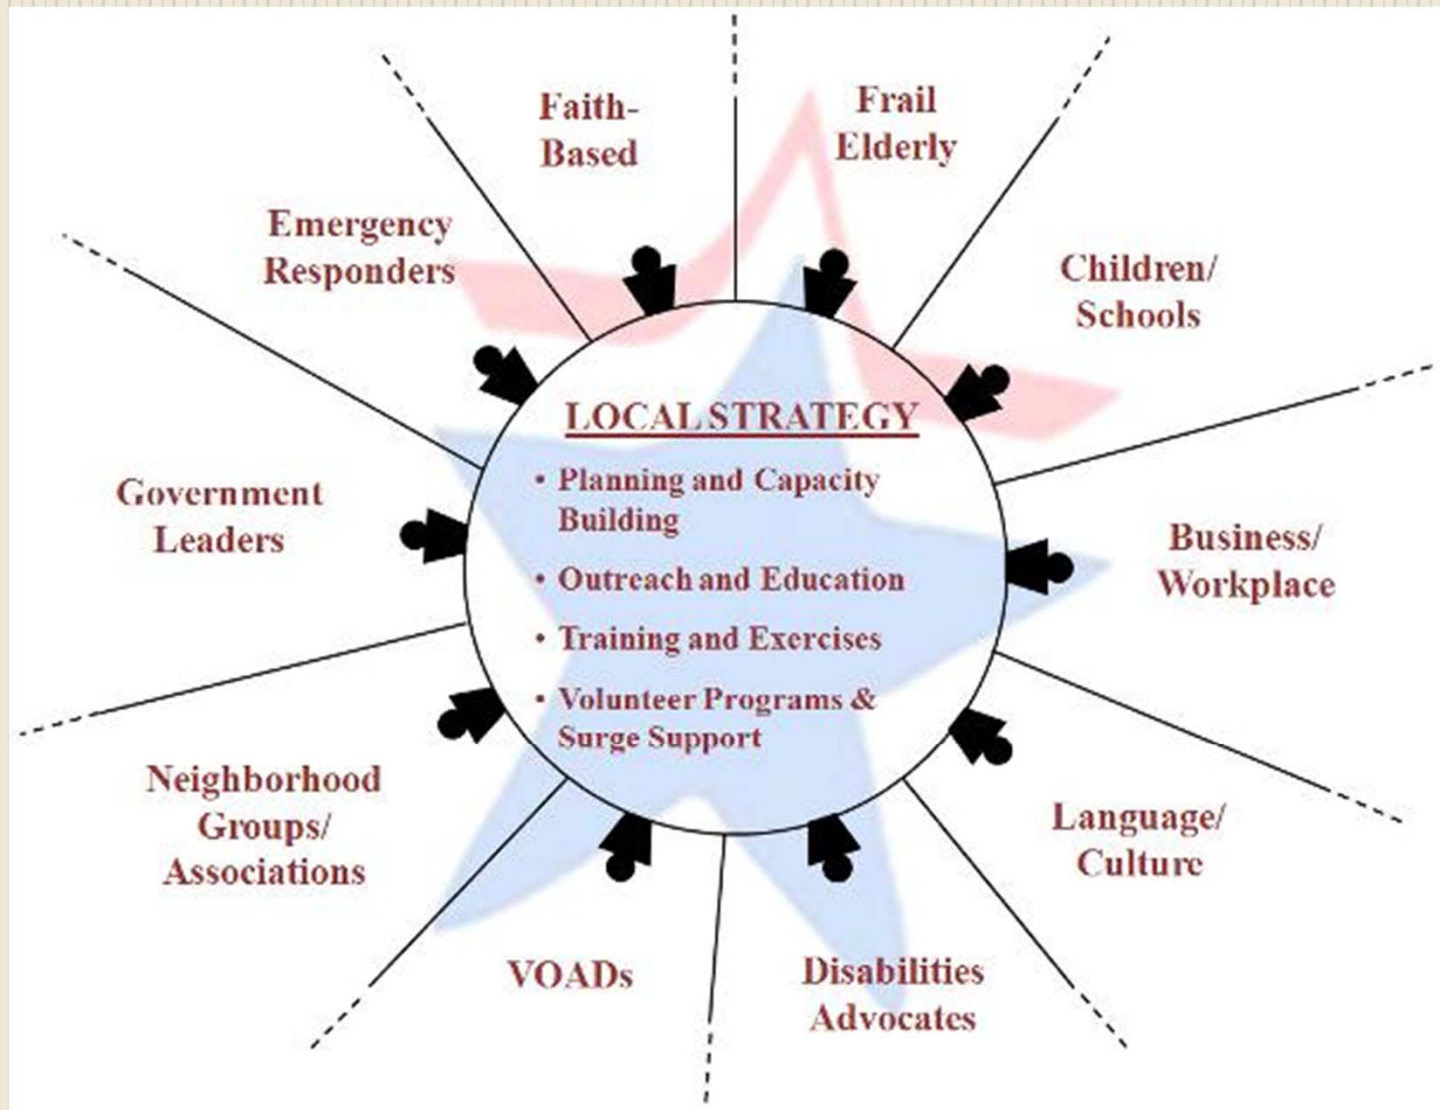 Faith-
Based
Frail
Elderly
Emergency
Responders
Children/
Schools
Government
Leaders
LOCAL STRATEGY
• Planning and Capacity
Building
• Outreach and Education
• Training and Exercises
• Volunteer Programs &
Surge Support
Business/
Workplace
Neighborhood
Groups/
Associations
Language/
Culture
VOADs
Disabilities
Advocates